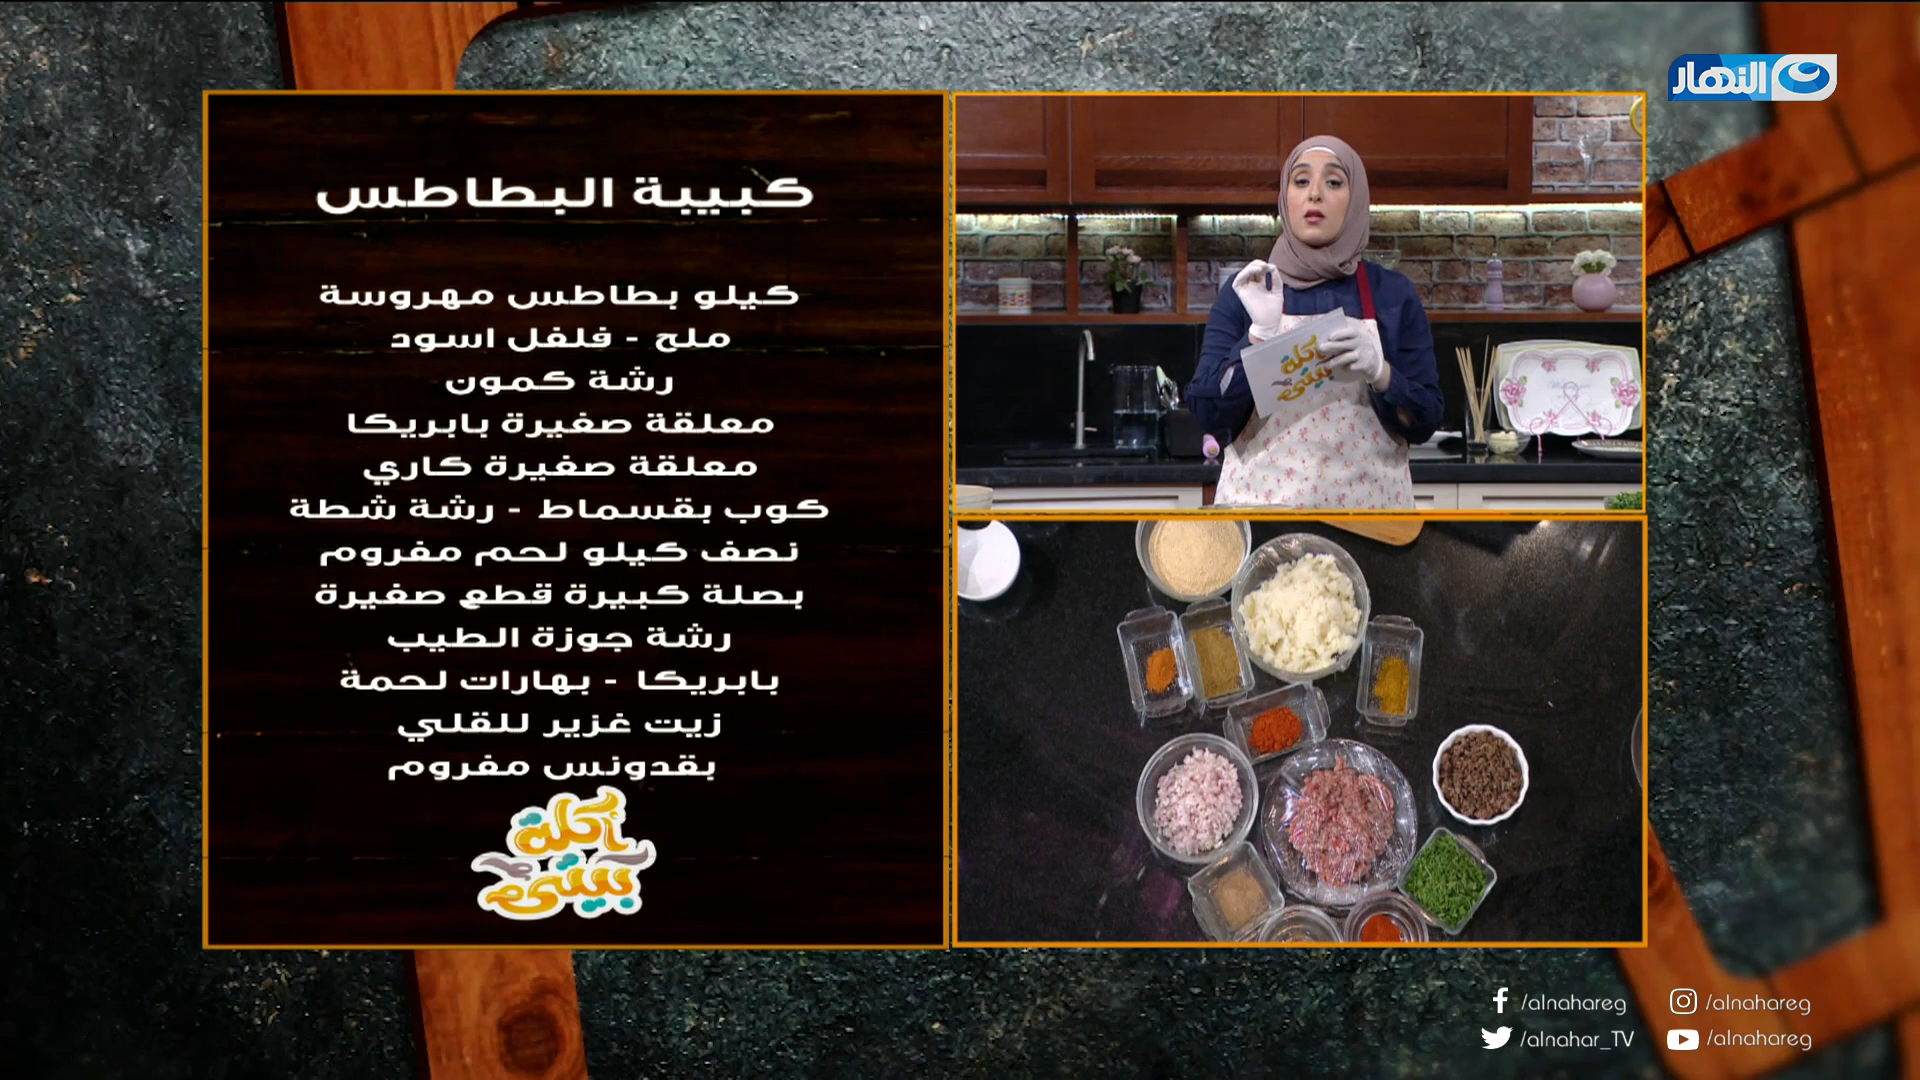 النهار
كبيبة البطاطس
كيلو بطاطس مهروسة
ملح - فلفل اسود
رشة كمون
معلقة صغيرة بابريكا
معلقة صغيرة كاري
كوب بقسماط - رشة شطة
نصف كيلو لحم مفروم
بصلة كبيرة قطع صغيرة
رشة جوزة الطيب
بابريكا - بهارات لحمة
زيت غزير للقلي
بقدونس مفروم
أكلة
بيتي
أكلة
بيتي
/alnahareg
/alnahareg
/alnahar_TV
/alnahareg